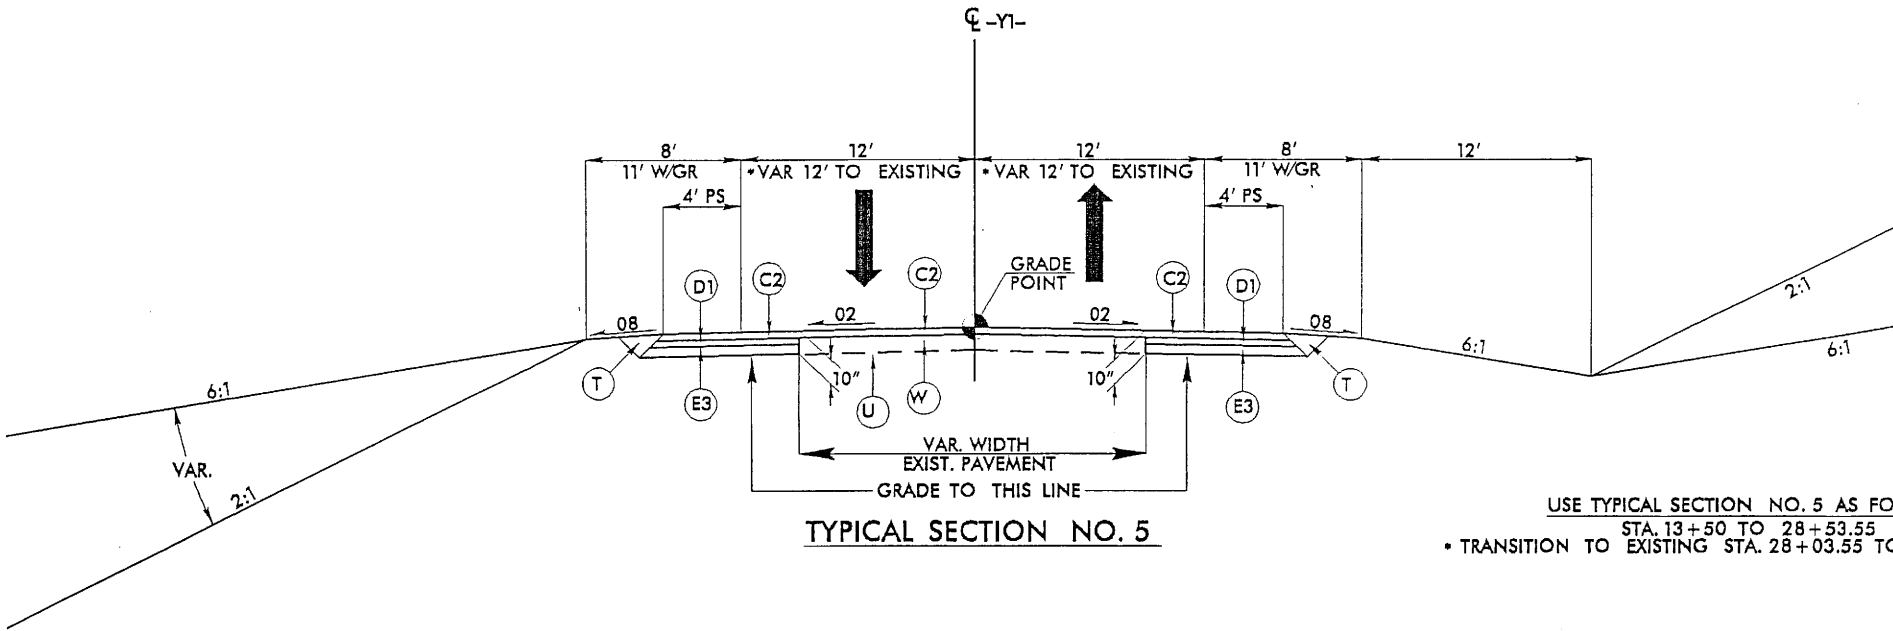 ℄ -Y1-
8' 12' 12' 8' 12'
11' W/GR *VAR 12' TO EXISTING *VAR 12' TO EXISTING 11' W/GR
4' PS 4' PS
GRADE
POINT
D1 C2 C2 C2 D1
08 02 02 08
6:1 2:1
6:1 6:1
T E3 10" U W 10" E3 T
VAR. WIDTH
EXIST. PAVEMENT
VAR.
2:1
GRADE TO THIS LINE
TYPICAL SECTION NO. 5
USE TYPICAL SECTION NO. 5 AS FO
STA. 13+50 TO 28+53.55
* TRANSITION TO EXISTING STA. 28+03.55 TO